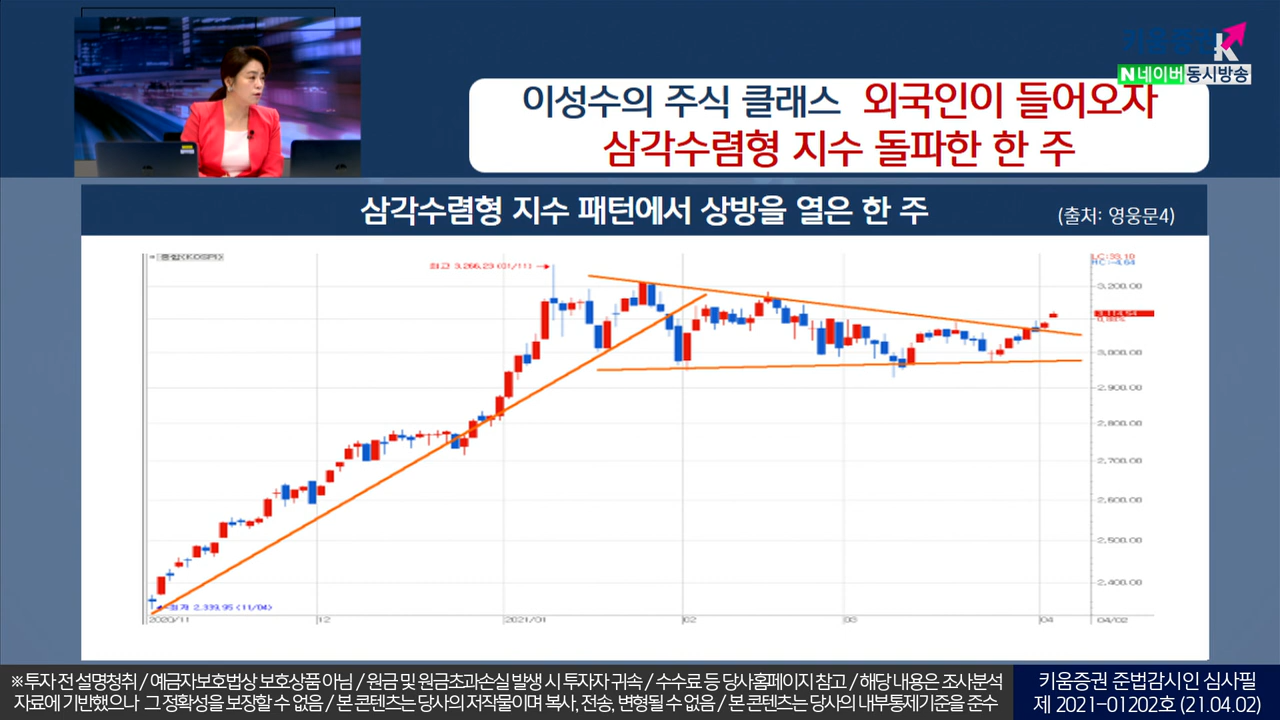 키움증권
N 네이버 동시방송
이성수의 주식 클래스 외국인이 들어오자
삼각수렴형 지수 돌파한 한 주
삼각수렴형 지수 패턴에서 상방을 열은 한 주
(출처: 영웅문4)
종합(KOSPI)
최고 3,266.23 (01/11)
LC:33.10
HC:-4.64
3,200.00
3,112.80
0.82%
3,000.00
2,900.00
2,800.00
2,700.00
2,600.00
2,500.00
2,400.00
최저 2,339.95 (11/04)
2020/11
12
2021/01
02
03
04
04/02
※투자 전 설명청취 / 예금자보호법상 보호상품 아님 / 원금 및 원금초과손실 발생 시 투자자 귀속 / 수수료 등 당사홈페이지 참고 / 해당 내용은 조사분석
자료에 기반했으나 그 정확성을 보장할 수 없음 / 본 콘텐츠는 당사의 저작물이며 복사, 전송, 변형될 수 없음 / 본 콘텐츠는 당사의 내부통제기준을 준수
키움증권 준법감시인 심사필
제 2021-01202호 (21.04.02)